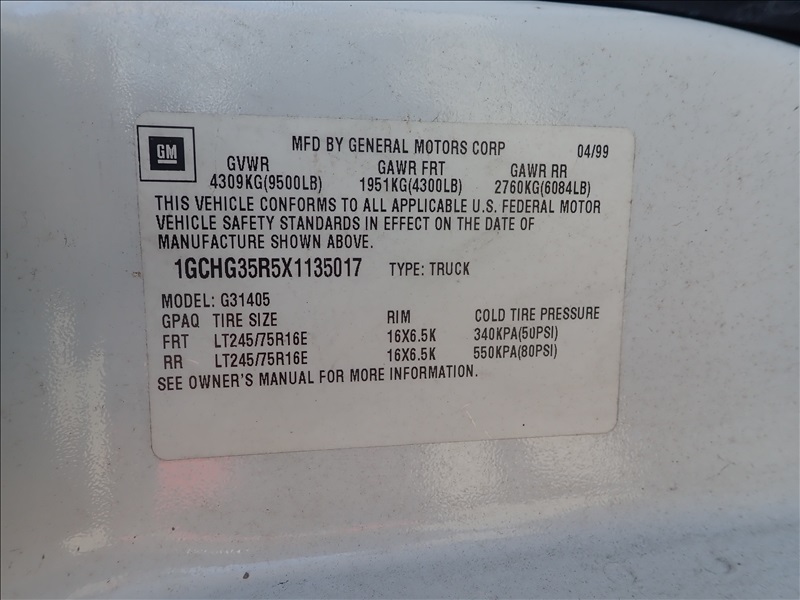 GM
MFD BY GENERAL MOTORS CORP 04/99
GVWR GAWR FRT GAWR RR
4309KG(9500LB) 1951KG(4300LB) 2760KG(6084LB)
THIS VEHICLE CONFORMS TO ALL APPLICABLE U.S. FEDERAL MOTOR
VEHICLE SAFETY STANDARDS IN EFFECT ON THE DATE OF
MANUFACTURE SHOWN ABOVE.
1GCHG35R5X1135017 TYPE: TRUCK
MODEL: G31405
GPAQ TIRE SIZE RIM COLD TIRE PRESSURE
FRT LT245/75R16E 16X6.5K 340KPA(50PSI)
RR LT245/75R16E 16X6.5K 550KPA(80PSI)
SEE OWNER'S MANUAL FOR MORE INFORMATION.